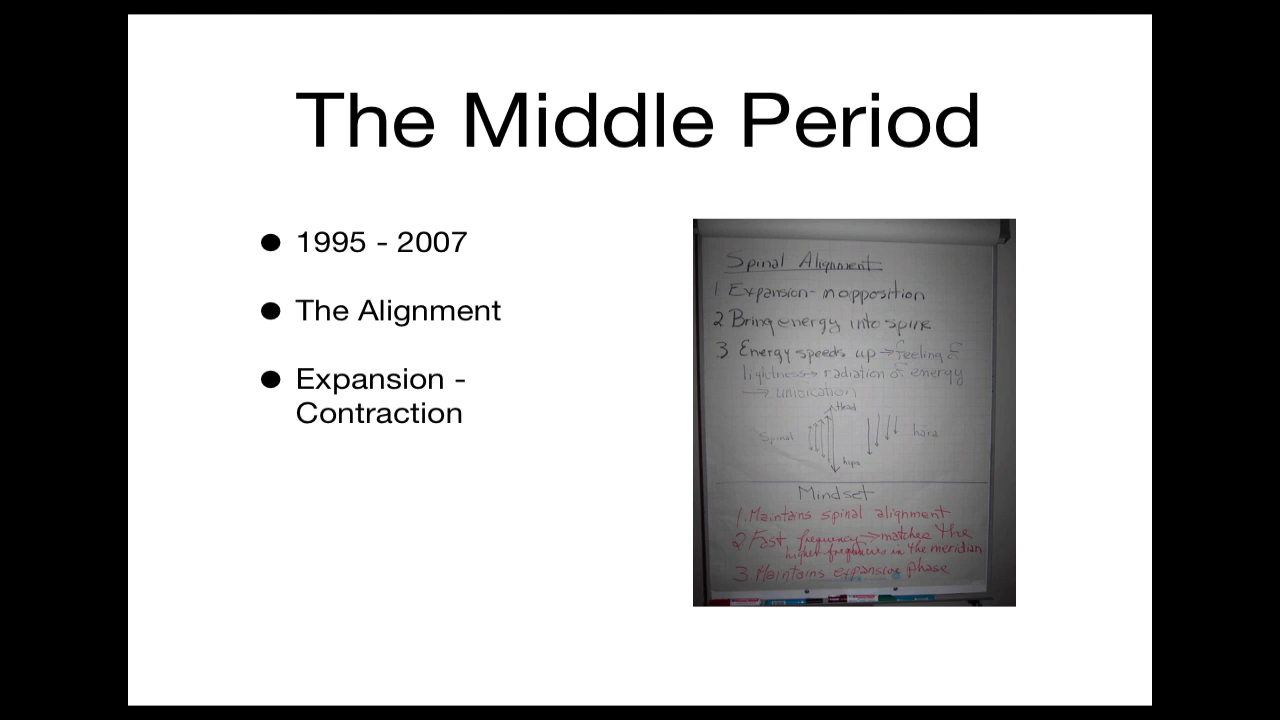 The Middle Period
1995 - 2007
The Alignment
Expansion -
Contraction
Spinal Alignment
1. Expansion - in opposition
2 Bring energy into spine
3 Energy speeds up → feeling of
lightness → radiation of energy
→ unification
Head
Spinal
hara
hips
Mindset
1. Maintains spinal alignment
2 Fast frequency → matches the
higher frequencies in the meridian
3. Maintains expansive phase